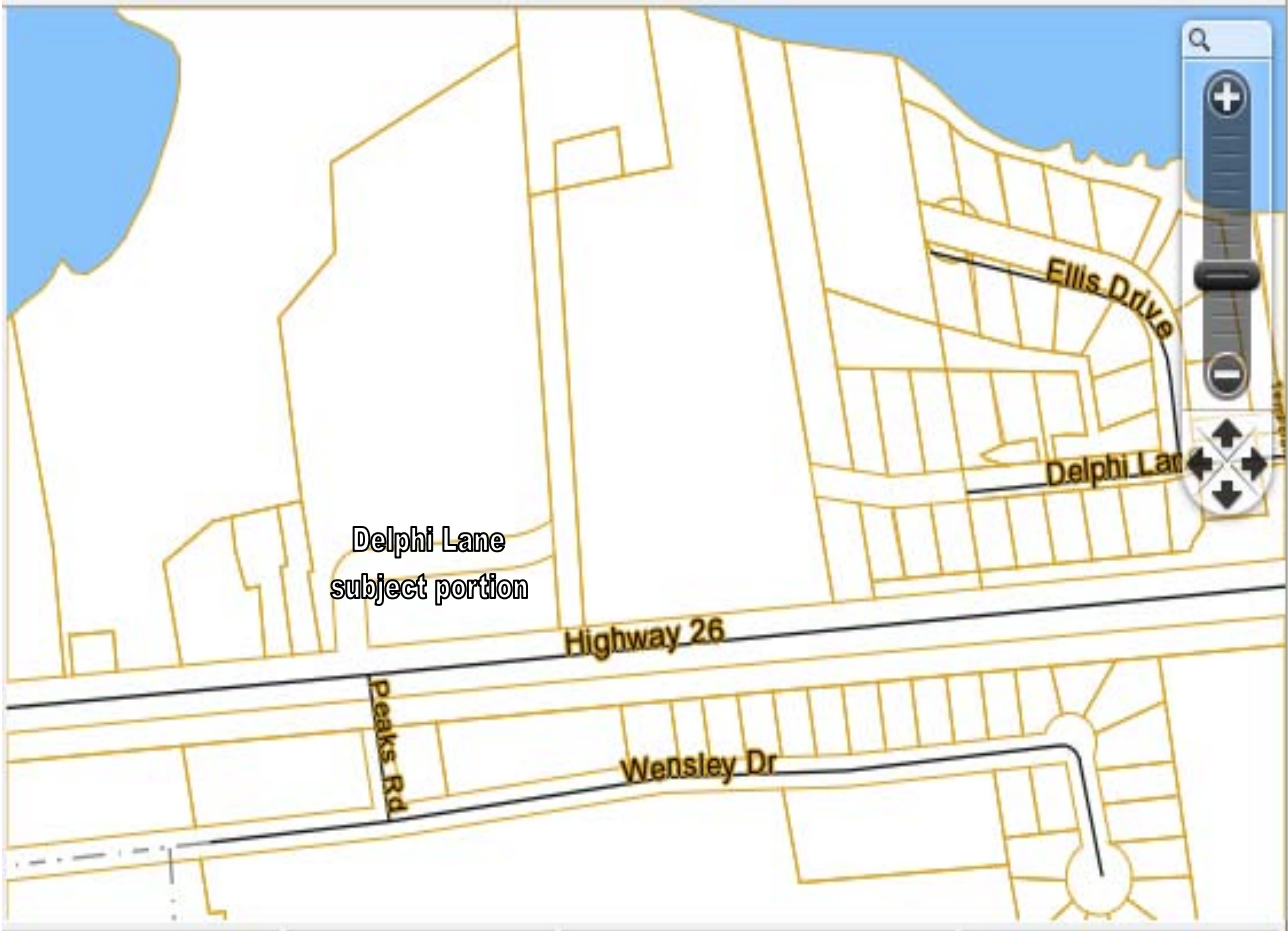 Ellis Drive
Delphi Lan
Delphi Lane
subject portion
Highway 26
Peaks Rd
Wensley Dr